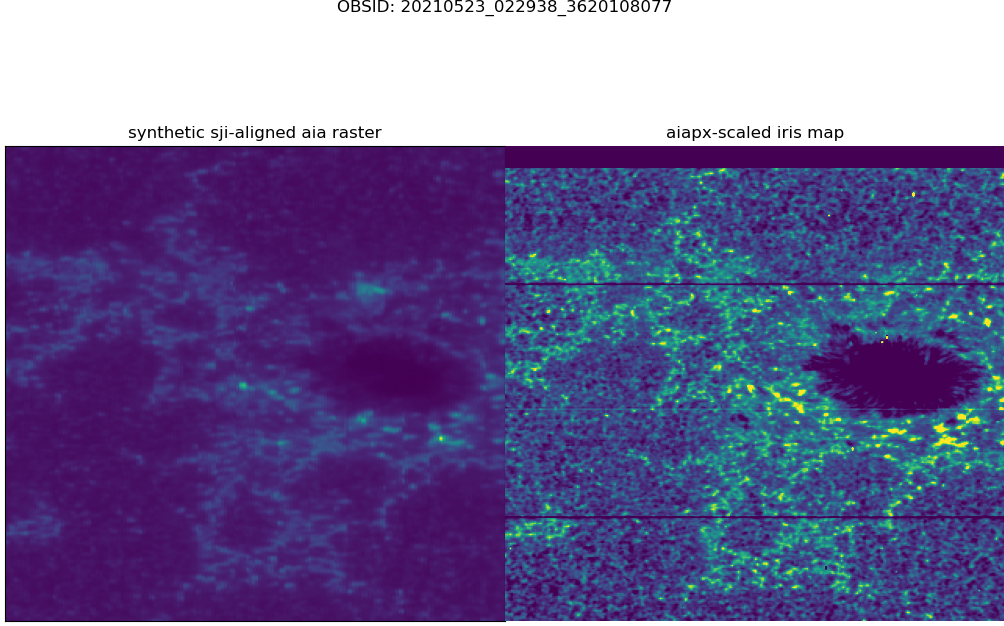 OBSID: 20210523_022938_3620108077
synthetic sji-aligned aia raster
aiapx-scaled iris map